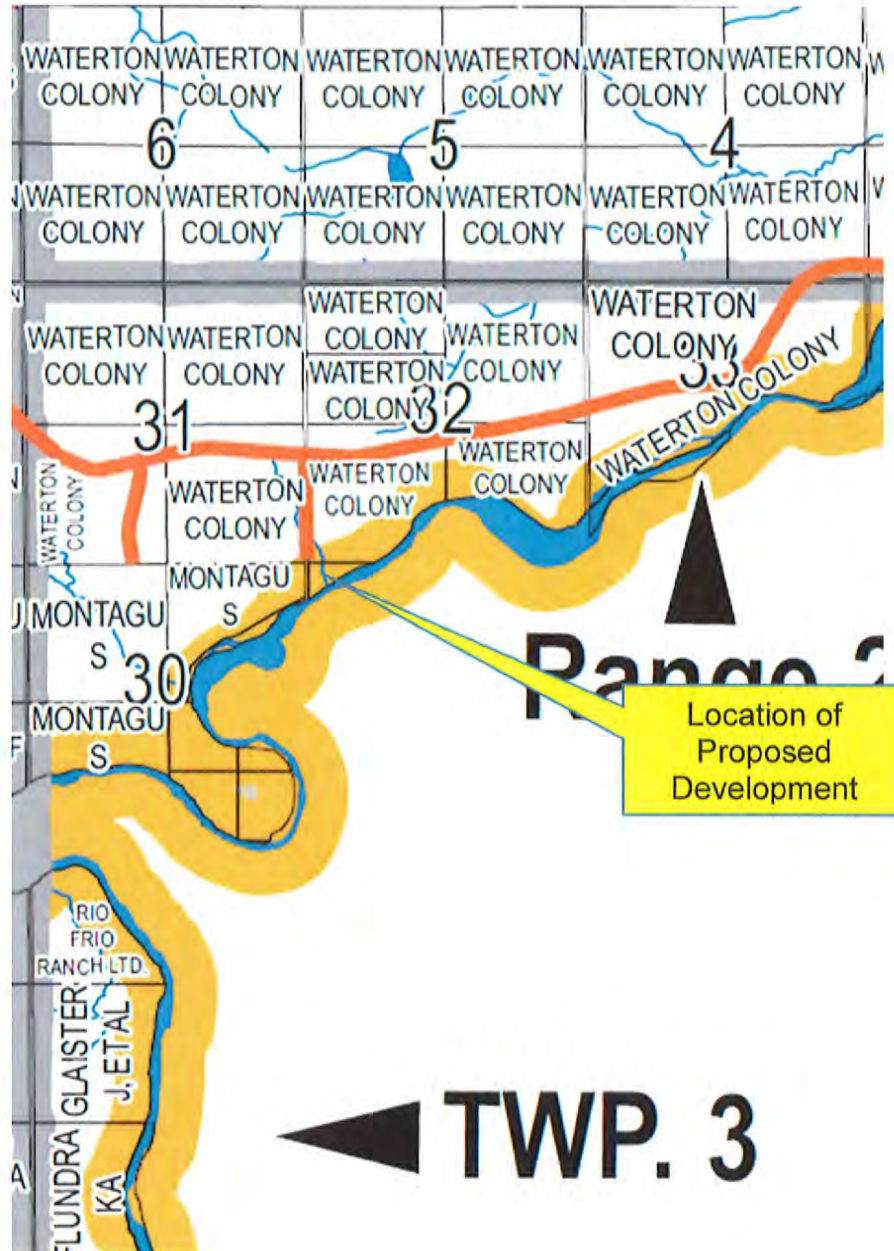 WATERTON WATERTON WATERTON WATERTON WATERTON WATERTON W
COLONY COLONY COLONY COLONY COLONY COLONY
6 5 4
WATERTON WATERTON WATERTON WATERTON WATERTON WATERTON
COLONY COLONY COLONY COLONY COLONY COLONY
WATERTON
COLONY
WATERTON
COLONY
WATERTON
COLONY
WATERTON
COLONY
WATERTON
COLONY
WATERTON
COLONY
31
32
33
WATERTON COLONY
WATERTON
COLONY
WATERTON
COLONY
WATERTON
COLONY
WATERTON
COLONY
MONTAGU
S
MONTAGU
S
30
MONTAGU
S
Range 2
Location of
Proposed
Development
RIO
FRIO
RANCH LTD.
GLAISTER
J, ET AL
TWP. 3
FLUNDRA
KA
A